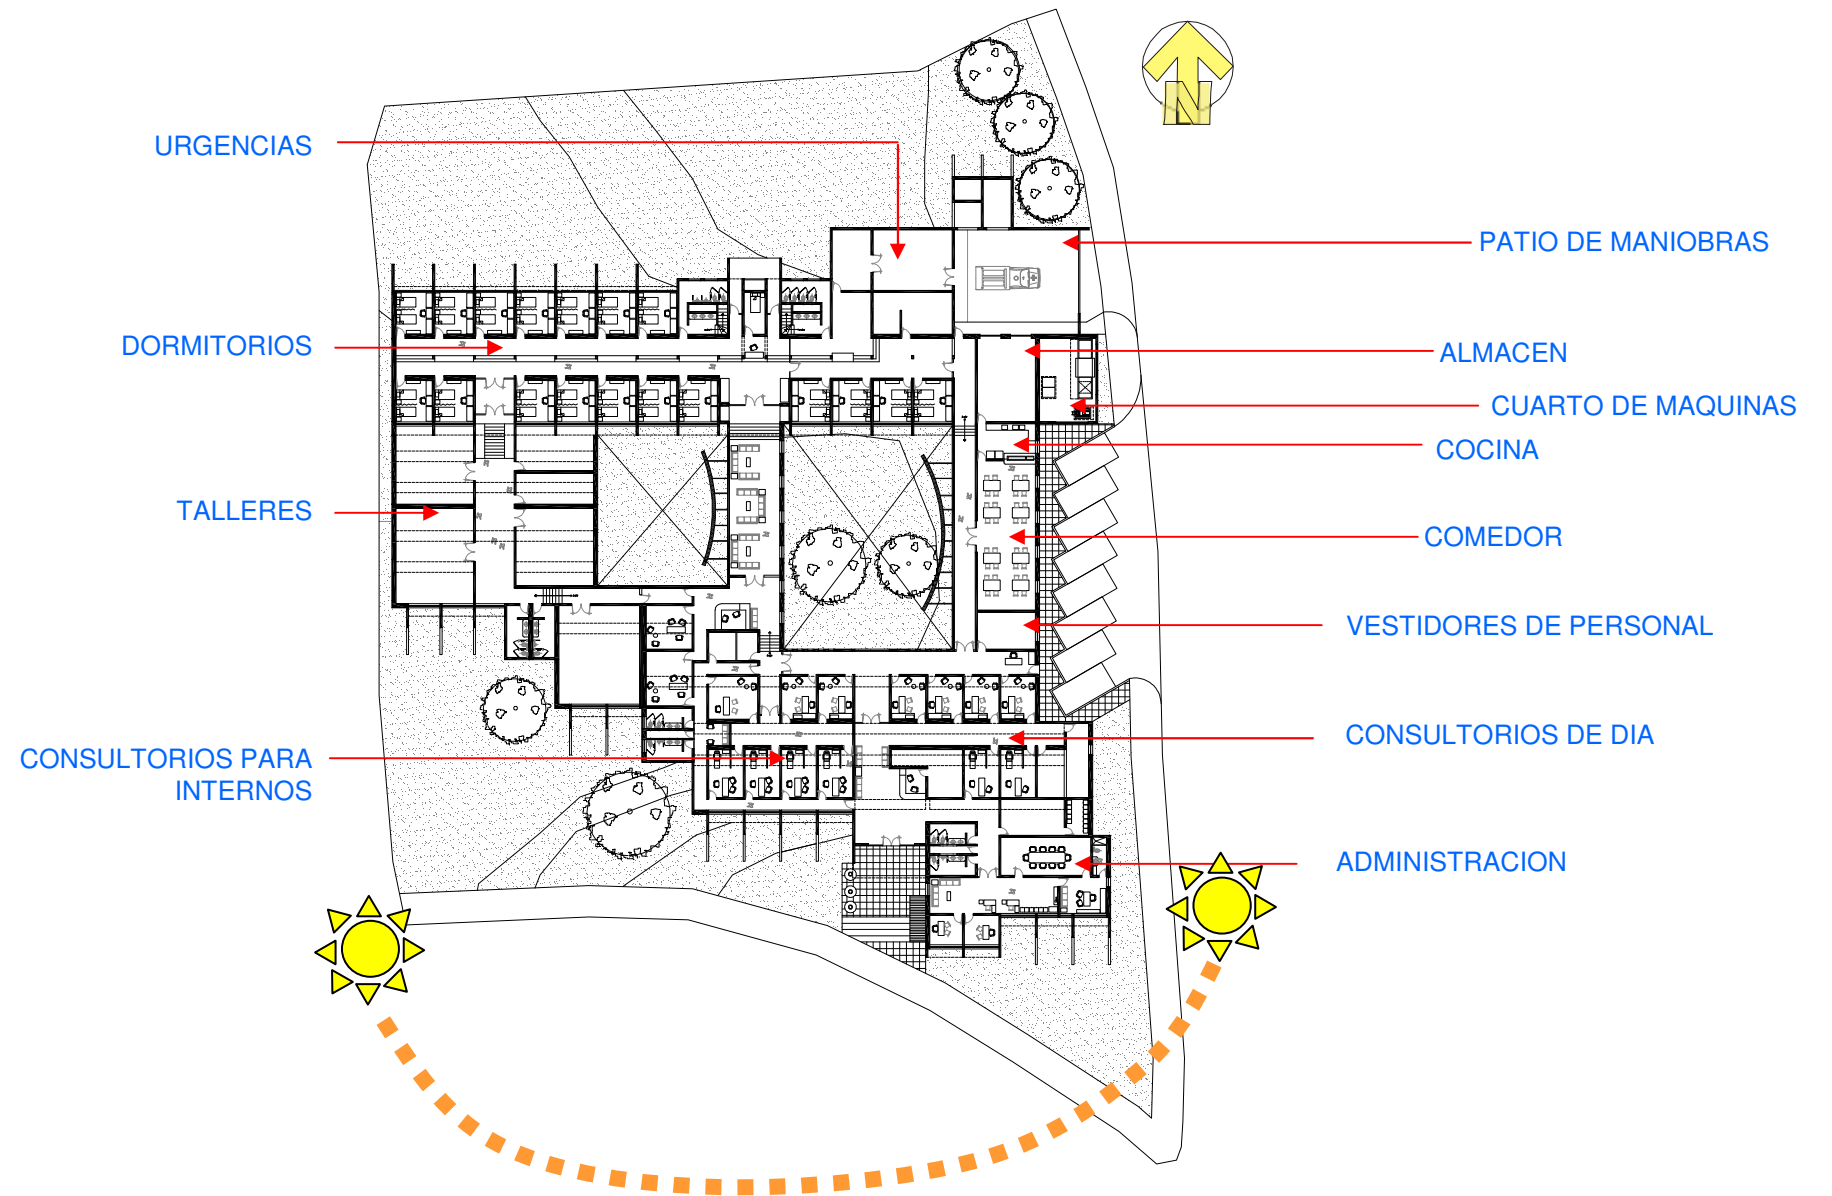 N
URGENCIAS
PATIO DE MANIOBRAS
DORMITORIOS
ALMACEN
CUARTO DE MAQUINAS
COCINA
TALLERES
COMEDOR
VESTIDORES DE PERSONAL
CONSULTORIOS DE DIA
CONSULTORIOS PARA
INTERNOS
ADMINISTRACION